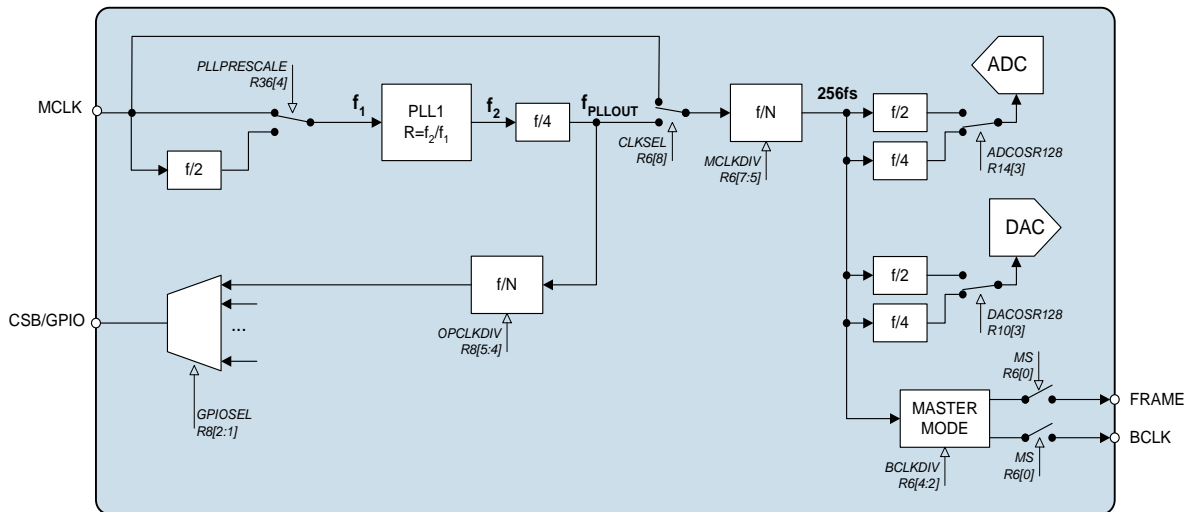 PLLPRESCALE
R36[4]
MCLK
f/2
f1
PLL1
R=f2/f1
f2
f/4
fPLLOUT
CLKSEL
R6[8]
f/N
MCLKDIV
R6[7:5]
256fs
f/2
f/4
ADC
ADCOSR128
R14[3]
DAC
f/2
f/4
DACOSR128
R10[3]
f/N
OPCLKDIV
R8[5:4]
CSB/GPIO
...
GPIOSEL
R8[2:1]
MASTER
MODE
BCLKDIV
R6[4:2]
MS
R6[0]
FRAME
BCLK
MS
R6[0]